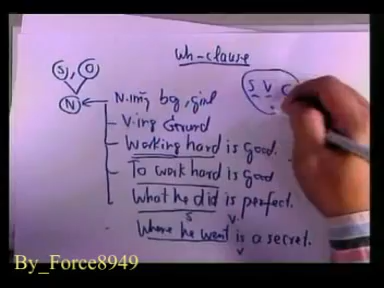 Wh-clause
S, O
S V C
N
N. boy, girl
V.ing Gerund
Working hard is good.
To work hard is good
What he did is perfect.
S V.
Where he went is a secret.
V
By_Force8949